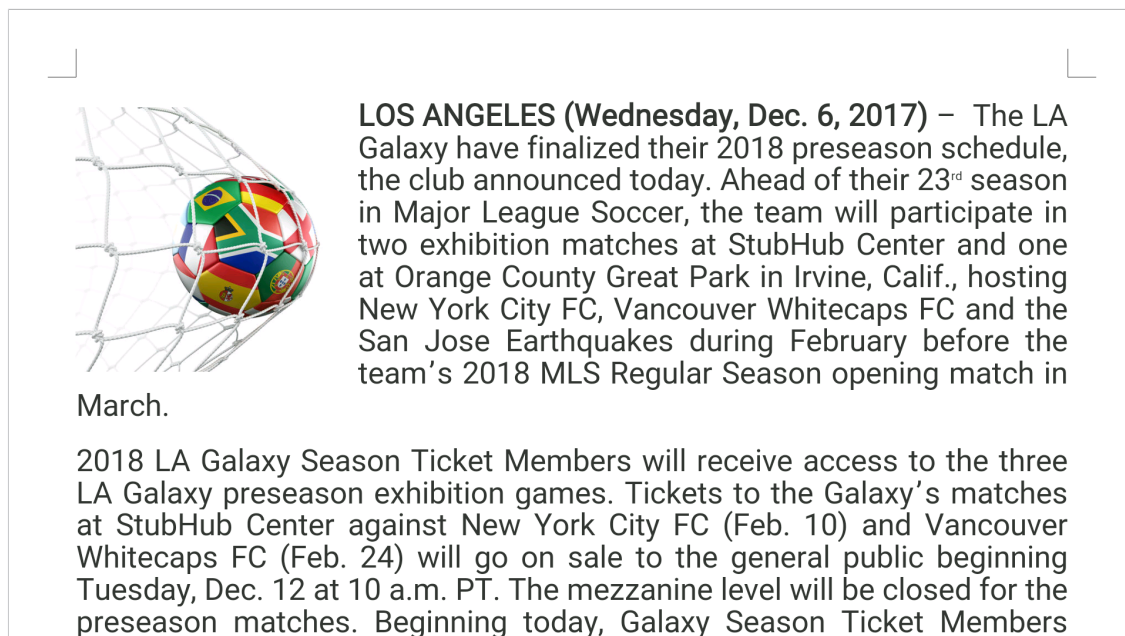 LOS ANGELES (Wednesday, Dec. 6, 2017) – The LA
Galaxy have finalized their 2018 preseason schedule,
the club announced today. Ahead of their 23rd season
in Major League Soccer, the team will participate in
two exhibition matches at StubHub Center and one
at Orange County Great Park in Irvine, Calif., hosting
New York City FC, Vancouver Whitecaps FC and the
San Jose Earthquakes during February before the
team’s 2018 MLS Regular Season opening match in
March.
2018 LA Galaxy Season Ticket Members will receive access to the three
LA Galaxy preseason exhibition games. Tickets to the Galaxy’s matches
at StubHub Center against New York City FC (Feb. 10) and Vancouver
Whitecaps FC (Feb. 24) will go on sale to the general public beginning
Tuesday, Dec. 12 at 10 a.m. PT. The mezzanine level will be closed for the
preseason matches. Beginning today, Galaxy Season Ticket Members